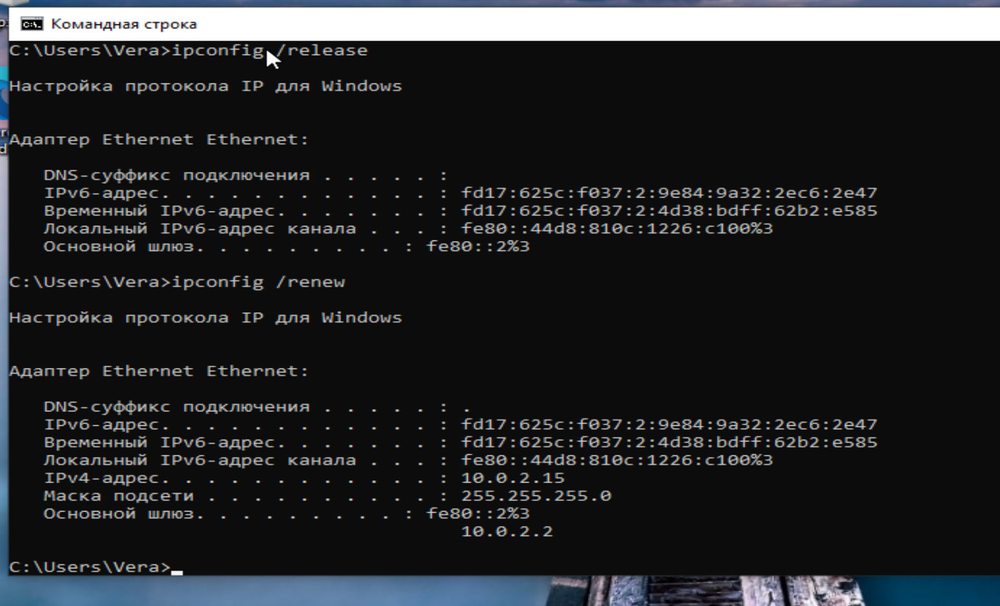 Командная строка
C:\Users\Vera>ipconfig /release
Настройка протокола IP для Windows
Адаптер Ethernet Ethernet:
DNS-суффикс подключения . . . . . :
IPv6-адрес. . . . . . . . . . . . : fd17:625c:f037:2:9e84:9a32:2ec6:2e47
Временный IPv6-адрес. . . . . . . : fd17:625c:f037:2:4d38:bdff:62b2:e585
Локальный IPv6-адрес канала . . . : fe80::44d8:810c:1226:c100%3
Основной шлюз. . . . . . . . . : fe80::2%3
C:\Users\Vera>ipconfig /renew
Настройка протокола IP для Windows
Адаптер Ethernet Ethernet:
DNS-суффикс подключения . . . . . : .
IPv6-адрес. . . . . . . . . . . . : fd17:625c:f037:2:9e84:9a32:2ec6:2e47
Временный IPv6-адрес. . . . . . . : fd17:625c:f037:2:4d38:bdff:62b2:e585
Локальный IPv6-адрес канала . . . : fe80::44d8:810c:1226:c100%3
IPv4-адрес. . . . . . . . . . . . : 10.0.2.15
Маска подсети . . . . . . . . . . : 255.255.255.0
Основной шлюз. . . . . . . . . : fe80::2%3
10.0.2.2
C:\Users\Vera>